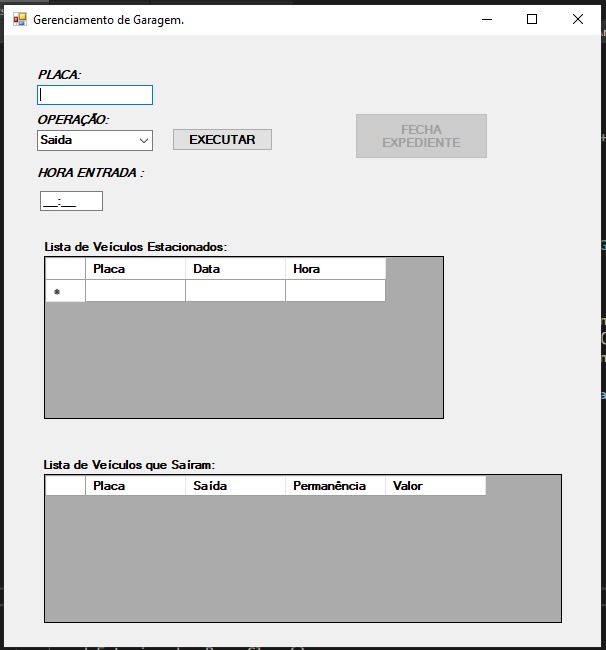 Gerenciamento de Garagem.
PLACA:
OPERAÇÃO:
Saída
EXECUTAR
FECHA
EXPEDIENTE
HORA ENTRADA :
__:__
Lista de Veículos Estacionados:
Placa Data Hora
*
Lista de Veículos que Saíram:
Placa Saída Permanência Valor